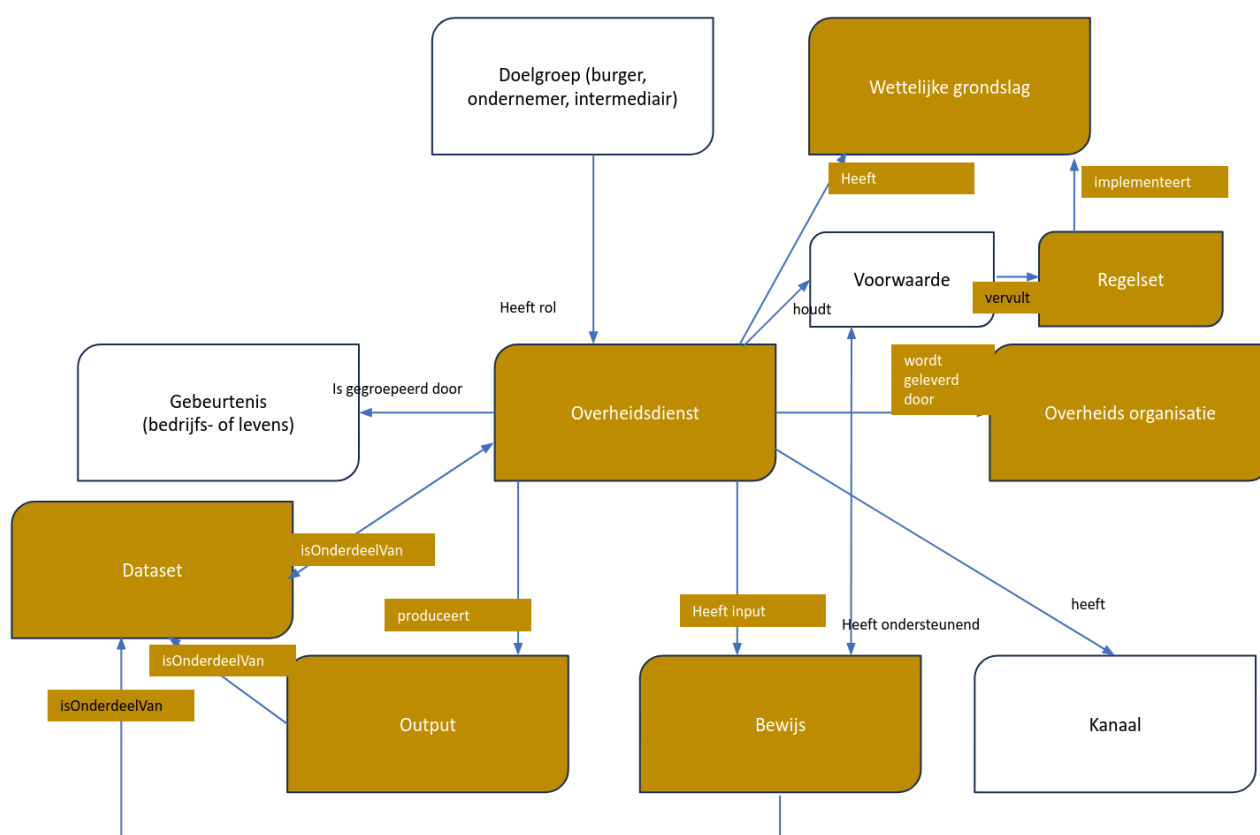 Doelgroep (burger,
ondernemer, intermediair)
Wettelijke grondslag
Heeft
implementeert
Voorwaarde
Regelset
vervult
houdt
Heeft rol
wordt
geleverd
door
Is gegroepeerd door
Gebeurtenis
(bedrijfs- of levens)
Overheidsdienst
Overheids organisatie
isOnderdeelVan
Dataset
produceert
Heeft input
heeft
Heeft ondersteunend
isOnderdeelVan
isOnderdeelVan
Output
Bewijs
Kanaal